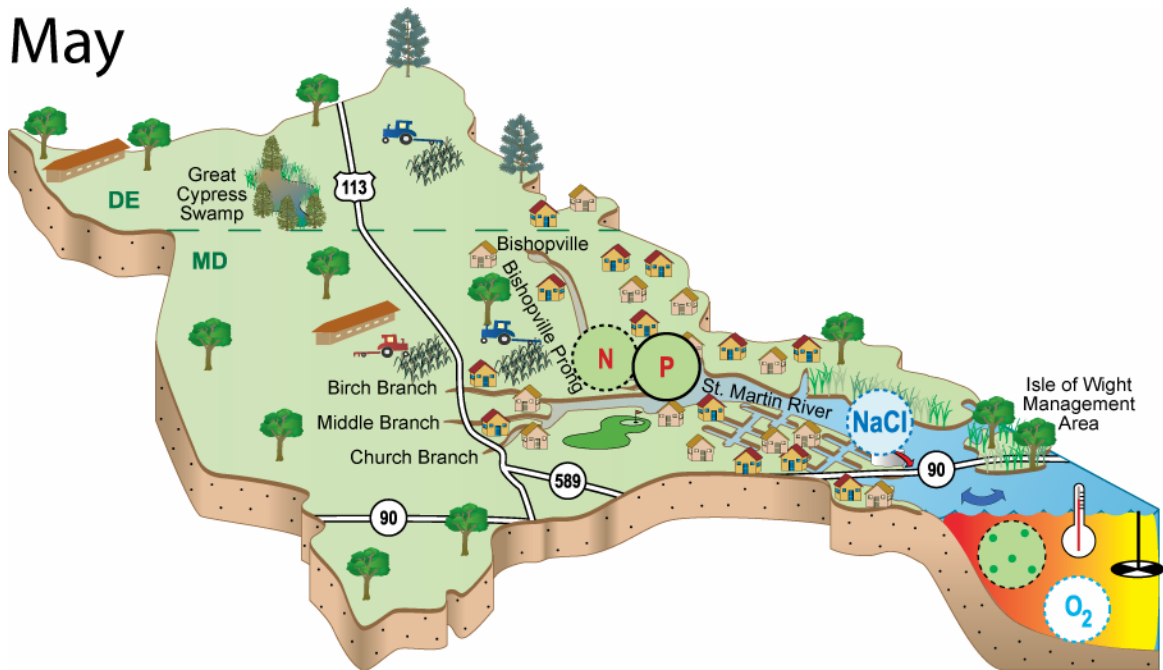 May
113
Great
Cypress
Swamp
DE
MD
Bishopville
Bishopville Prong
N
P
Birch Branch
St. Martin River
Isle of Wight
Management
Area
Middle Branch
NaCl
Church Branch
90
589
90
O2